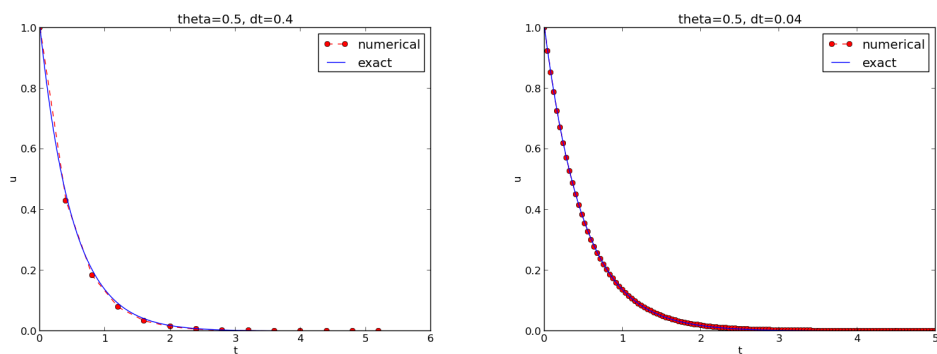 theta=0.5, dt=0.4
1.0
0.8
0.6
0.4
0.2
0.0
u
numerical
exact
0 1 2 3 4 5 6
t
theta=0.5, dt=0.04
1.0
0.8
0.6
0.4
0.2
0.0
u
numerical
exact
0 1 2 3 4 5
t